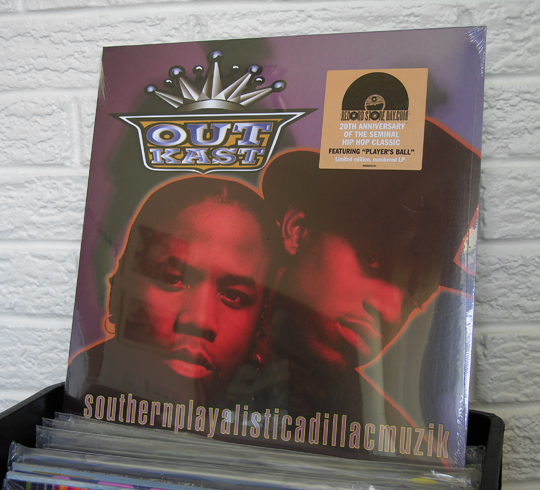 OUT
KAST
RECORD STORE DAY.COM
20TH ANNIVERSARY
OF THE SEMINAL
HIP HOP CLASSIC
FEATURING "PLAYER'S BALL"
Limited edition, numbered LP
southernplayalisticadillacmuzik